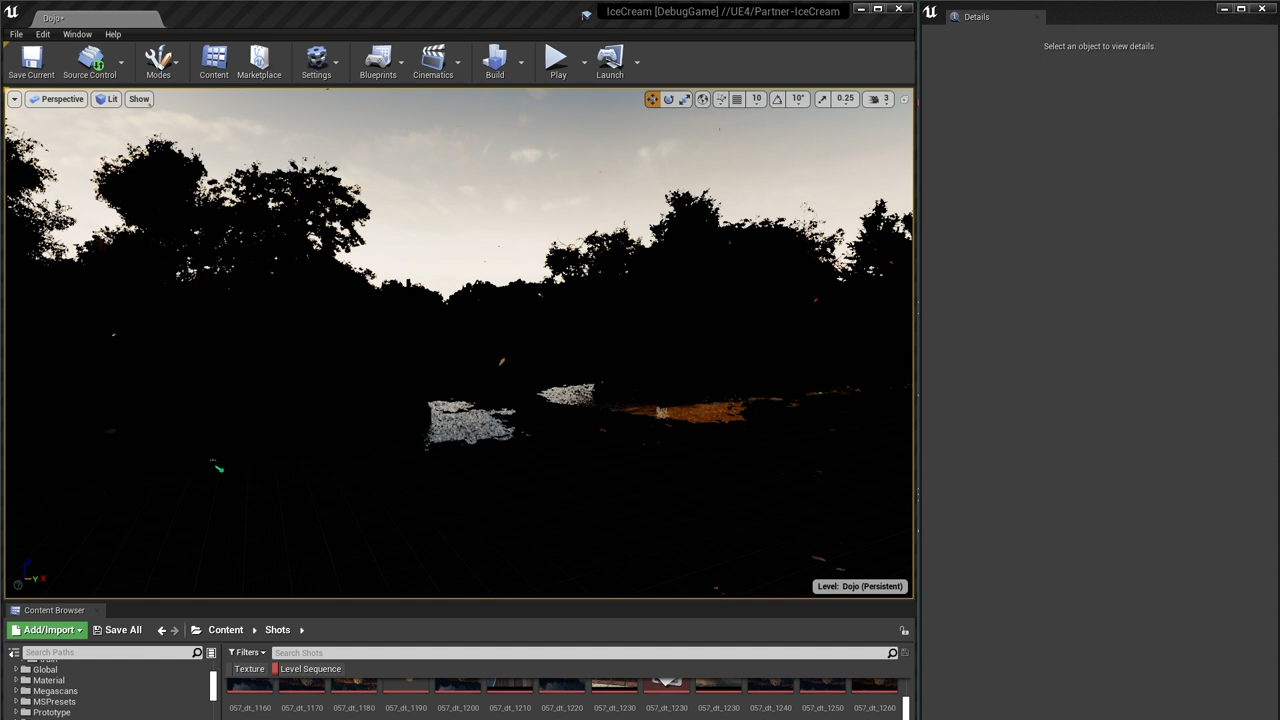 Dojo•
IceCream [DebugGame] //UE4/Partner-IceCream
Details
File Edit Window Help
Select an object to view details.
Save Current Source Control Modes Content Marketplace Settings Blueprints Cinematics Build Play Launch
Perspective Lit Show 10 10° 0.25 3
Y X
Level: Dojo (Persistent)
Content Browser
Add/Import Save All Content Shots
Search Paths Filters Search Shots
Texture Level Sequence
Global
Material
Megascans
MSPresets
Prototype
057_dt_1160 057_dt_1170 057_dt_1180 057_dt_1190 057_dt_1200 057_dt_1210 057_dt_1220 057_dt_1230 057_dt_1230 057_dt_1230 057_dt_1240 057_dt_1250 057_dt_1260